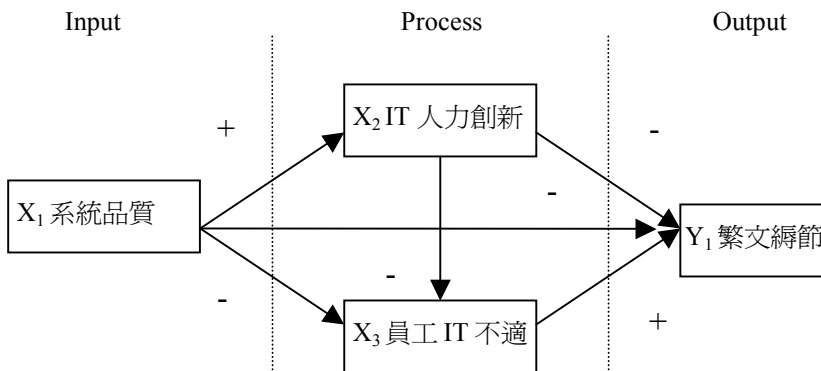 Input Process Output
X₂ IT 人力創新
+ -
X₁ 系統品質
-
Y₁ 繁文縟節
-
- +
X₃ 員工 IT 不適